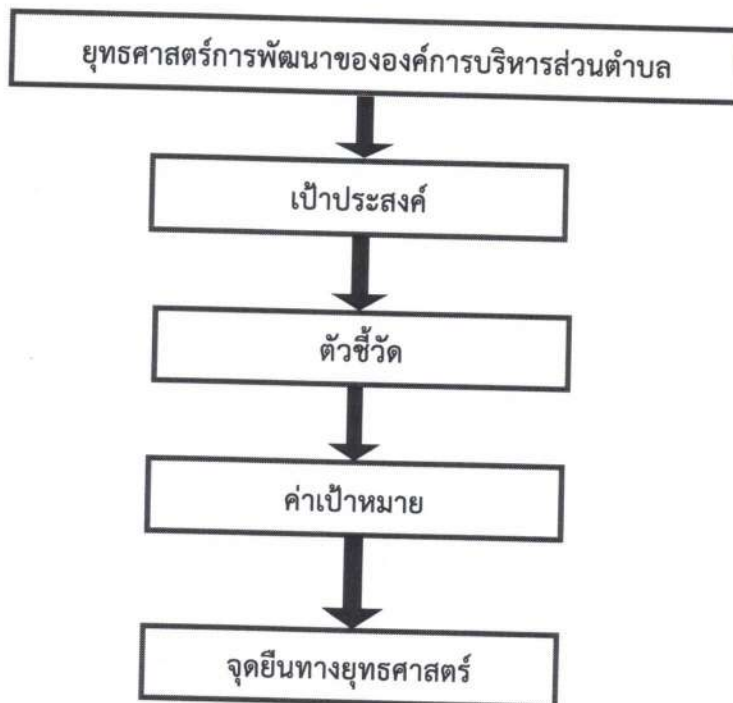 ยุทธศาสตร์การพัฒนาขององค์การบริหารส่วนตำบล
เป้าประสงค์
ตัวชี้วัด
ค่าเป้าหมาย
จุดยืนทางยุทธศาสตร์